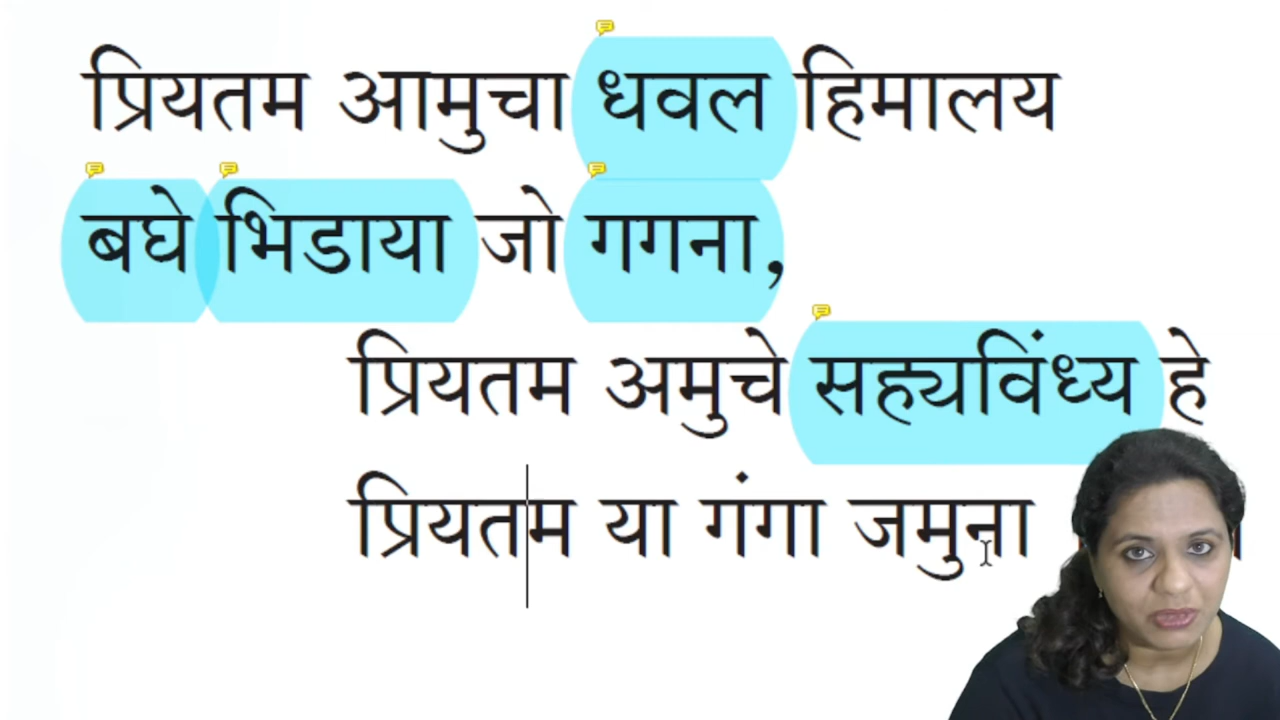 प्रियतम आमुचा धवल हिमालय
बघे भिडाया जो गगना,
प्रियतम अमुचे सह्यविंध्य हे
प्रियतम या गंगा जमुना